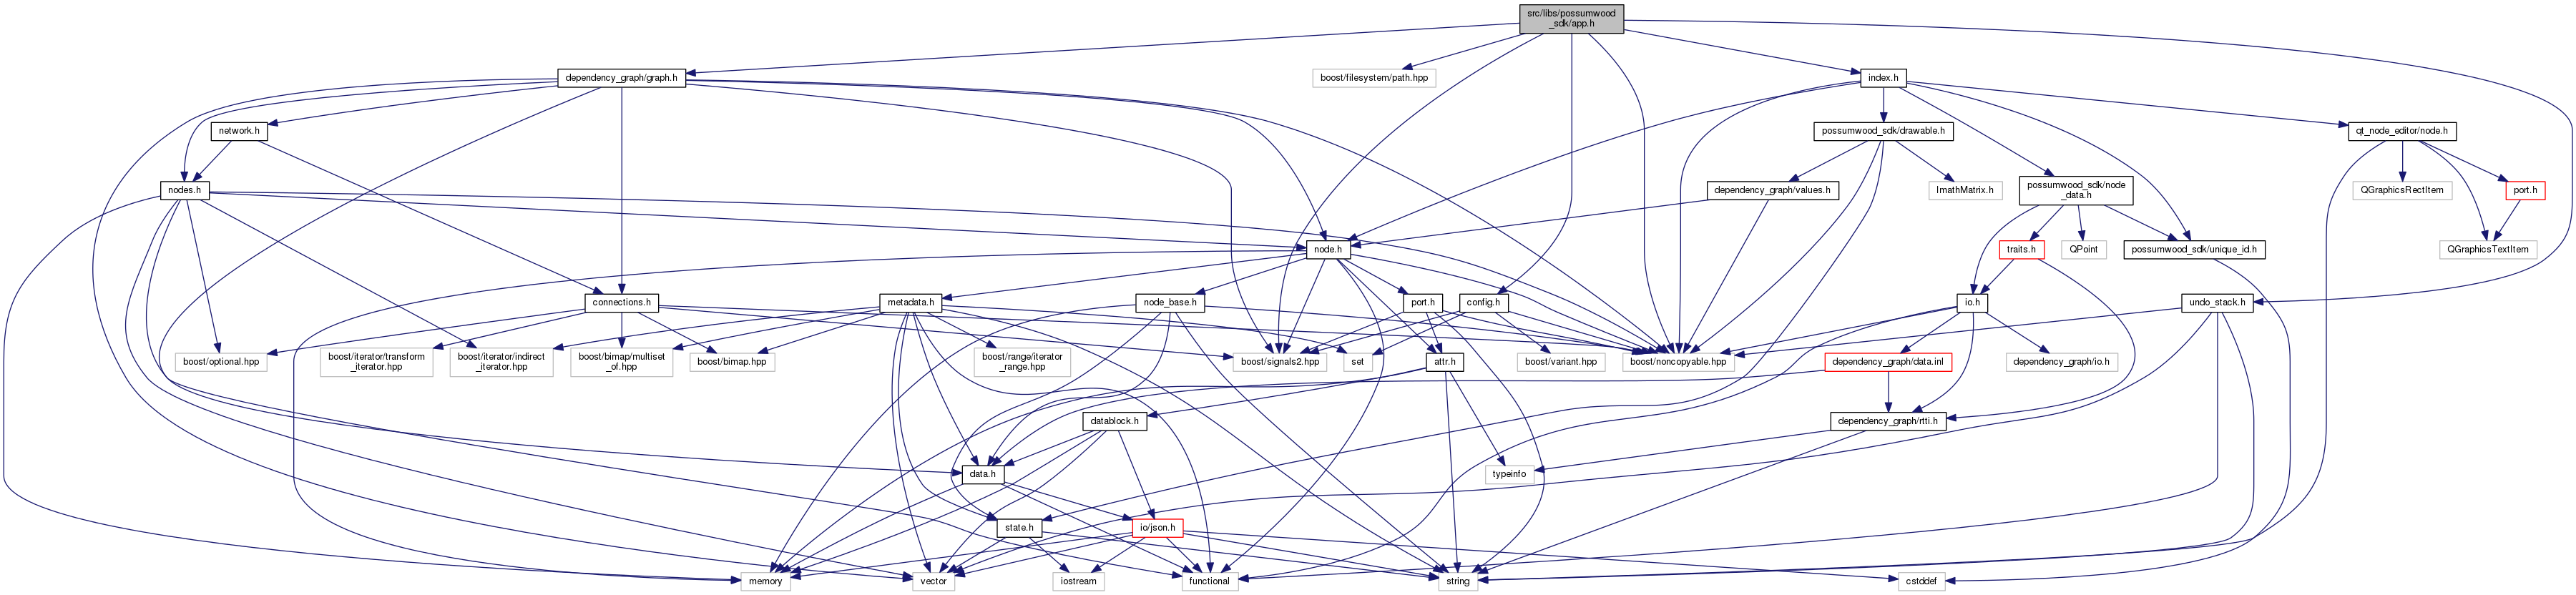 src/libs/possumwood
_sdk/app.h
dependency_graph/graph.h
boost/filesystem/path.hpp
index.h
network.h
possumwood_sdk/drawable.h
qt_node_editor/node.h
nodes.h
dependency_graph/values.h
ImathMatrix.h
possumwood_sdk/node
_data.h
QGraphicsRectItem
port.h
node.h
traits.h
QPoint
possumwood_sdk/unique_id.h
QGraphicsTextItem
connections.h
metadata.h
node_base.h
port.h
config.h
io.h
undo_stack.h
boost/optional.hpp
boost/iterator/transform
_iterator.hpp
boost/iterator/indirect
_iterator.hpp
boost/bimap/multiset
_of.hpp
boost/bimap.hpp
boost/range/iterator
_range.hpp
boost/signals2.hpp
set
attr.h
boost/variant.hpp
boost/noncopyable.hpp
dependency_graph/data.inl
dependency_graph/io.h
datablock.h
dependency_graph/rtti.h
data.h
typeinfo
state.h
io/json.h
memory
vector
iostream
functional
string
cstddef